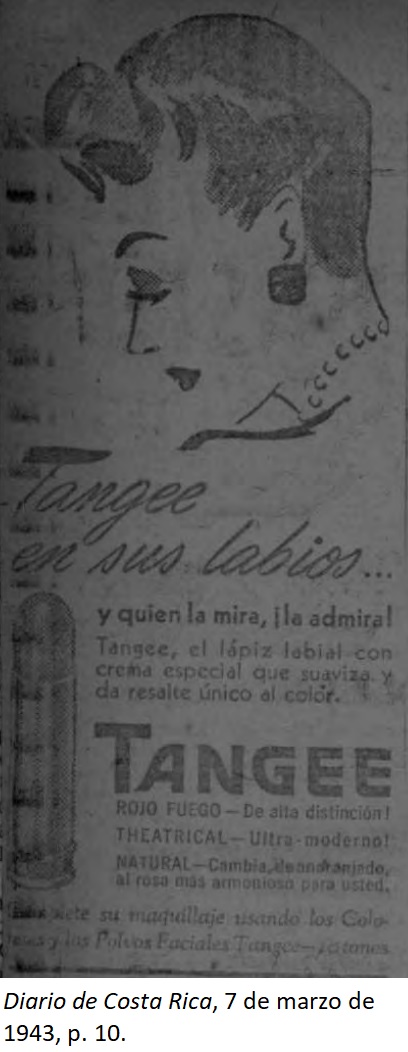 Tangee
en sus labios...
y quien la mira, ¡la admira!
Tangee, el lápiz labial con
crema especial que suaviza y
da resalte único al color.
TANGEE
ROJO FUEGO — De alta distinción!
THEATRICAL — Ultra-moderno!
NATURAL — Cambia, de anaranjado,
al rosa más armonioso para usted.
su maquillaje usando los Colo-
y los Polvos Faciales Tangee—
Diario de Costa Rica, 7 de marzo de
1943, p. 10.